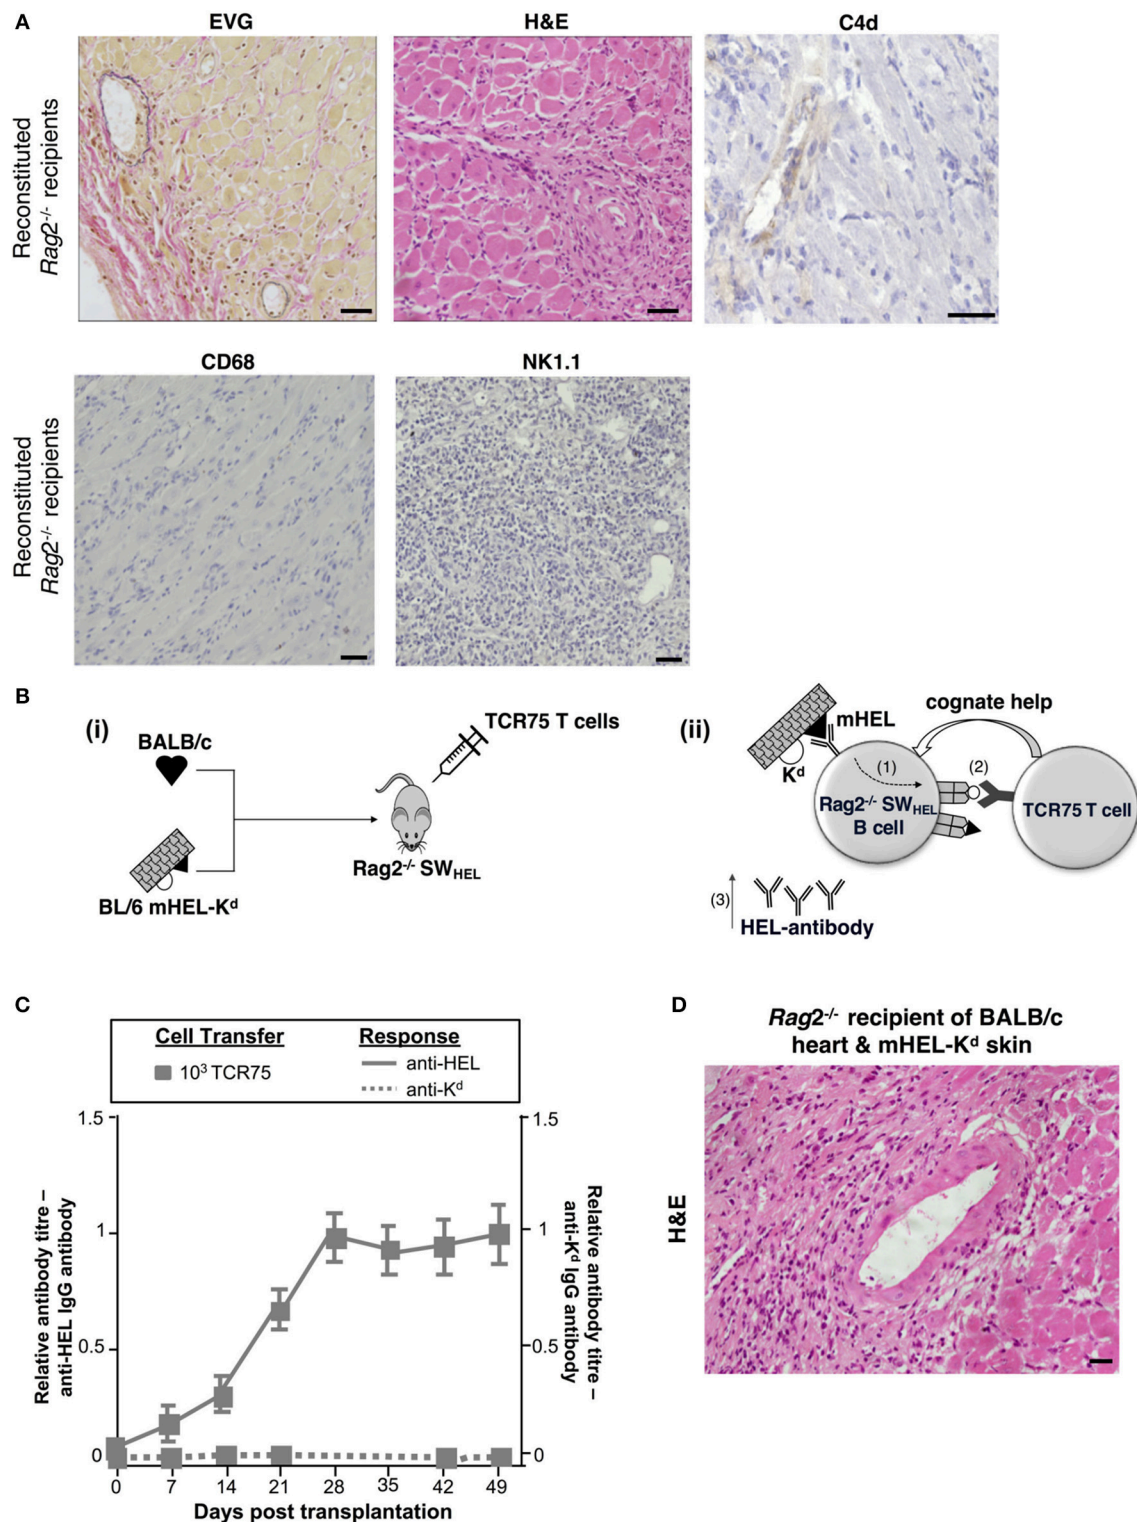 A
EVG
H&E
C4d
Reconstituted
Rag2-/- recipients
CD68
NK1.1
Reconstituted
Rag2-/- recipients
B
(i)
BALB/c
TCR75 T cells
Rag2-/- SWHEL
BL/6 mHEL-Kd
(ii)
cognate help
mHEL
Kd
(1)
(2)
Rag2-/- SWHEL
B cell
TCR75 T cell
(3)
HEL-antibody
C
Cell Transfer
Response
103 TCR75
anti-HEL
anti-Kd
Relative antibody titre –
anti-HEL IgG antibody
1.5
1
0.5
0
1.5
1
0.5
0
Relative antibody titre –
anti-Kd IgG antibody
0
7
14
21
28
35
42
49
Days post transplantation
D
Rag2-/- recipient of BALB/c
heart & mHEL-Kd skin
H&E